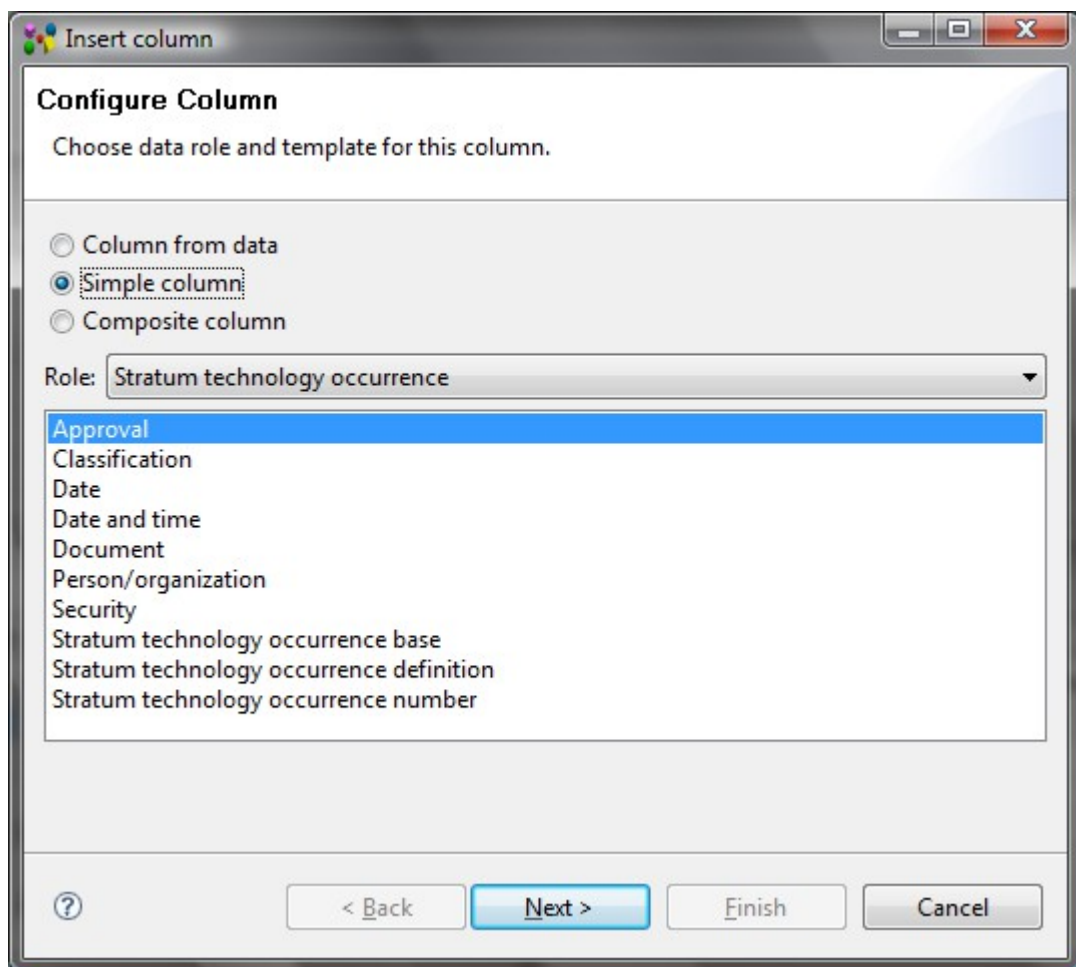 Insert column
Configure Column
Choose data role and template for this column.
Column from data
Simple column
Composite column
Role: Stratum technology occurrence
Approval
Classification
Date
Date and time
Document
Person/organization
Security
Stratum technology occurrence base
Stratum technology occurrence definition
Stratum technology occurrence number
? < Back Next > Finish Cancel